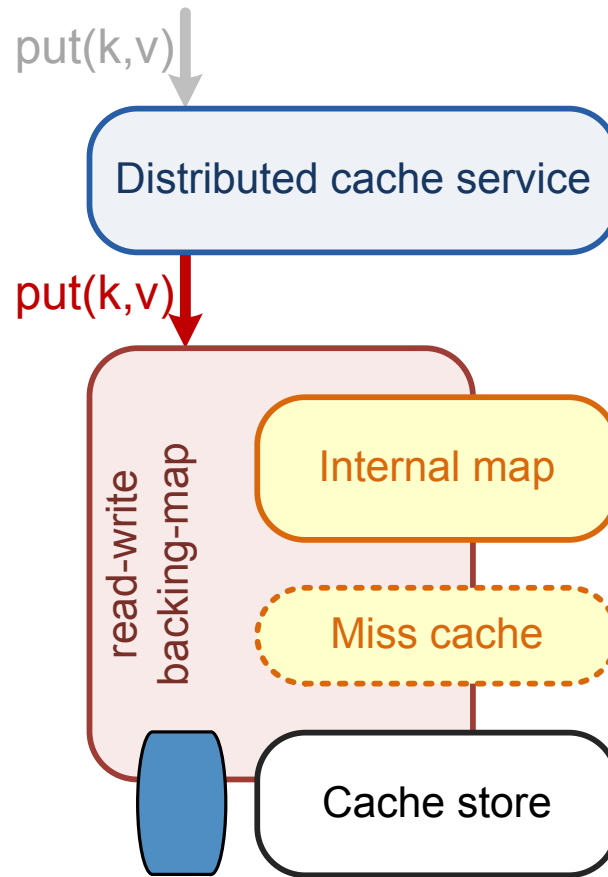 put(k,v)
Distributed cache service
put(k,v)
read-write
backing-map
Internal map
Miss cache
Cache store